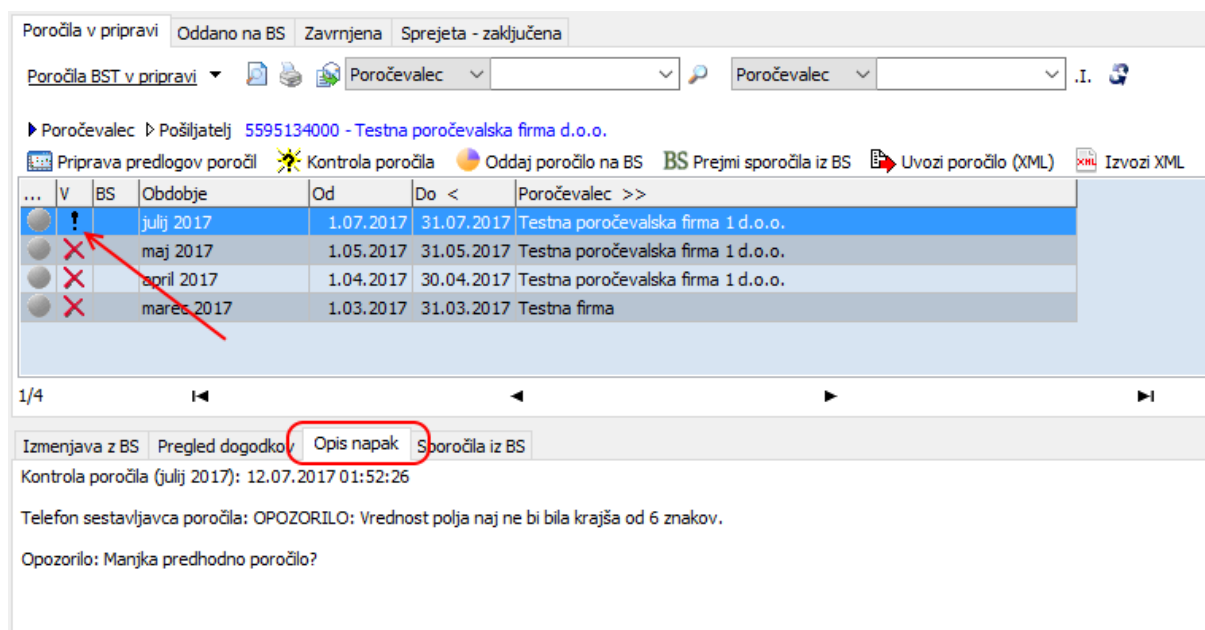 Poročila v pripravi Oddano na BS Zavrnjena Sprejeta - zaključena
Poročila BST v pripravi Poročevalec Poročevalec .I.
Poročevalec Pošiljatelj 5595134000 - Testna poročevalska firma d.o.o.
Priprava predlogov poročil Kontrola poročila Oddaj poročilo na BS BS Prejmi sporočila iz BS Uvozi poročilo (XML) XML Izvozi XML
... V BS Obdobje Od Do < Poročevalec >>
! julij 2017 1.07.2017 31.07.2017 Testna poročevalska firma 1 d.o.o.
maj 2017 1.05.2017 31.05.2017 Testna poročevalska firma 1 d.o.o.
april 2017 1.04.2017 30.04.2017 Testna poročevalska firma 1 d.o.o.
marec 2017 1.03.2017 31.03.2017 Testna firma
1/4
Izmenjava z BS Pregled dogodkov Opis napak Sporočila iz BS
Kontrola poročila (julij 2017): 12.07.2017 01:52:26
Telefon sestavljavca poročila: OPOZORILO: Vrednost polja naj ne bi bila krajša od 6 znakov.
Opozorilo: Manjka predhodno poročilo?